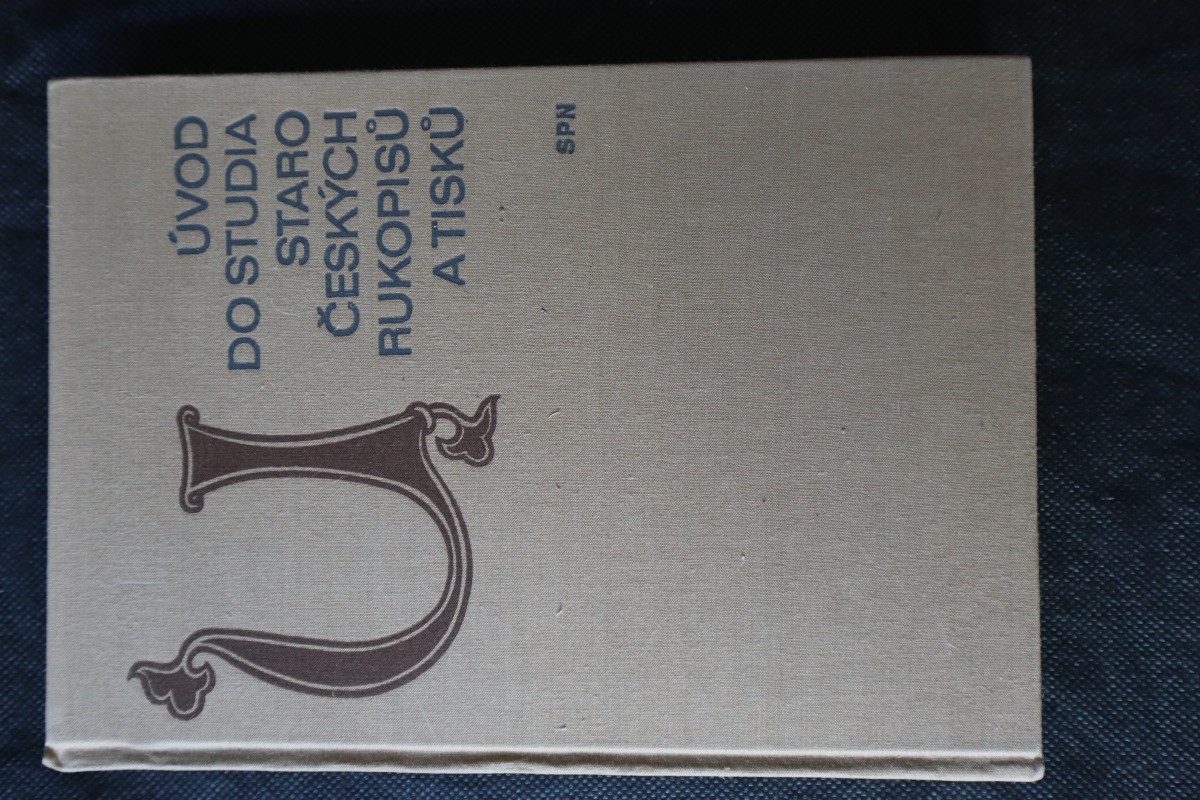 ÚVOD
DO STUDIA
STARO
ČESKÝCH
RUKOPISŮ
A TISKŮ
SPN